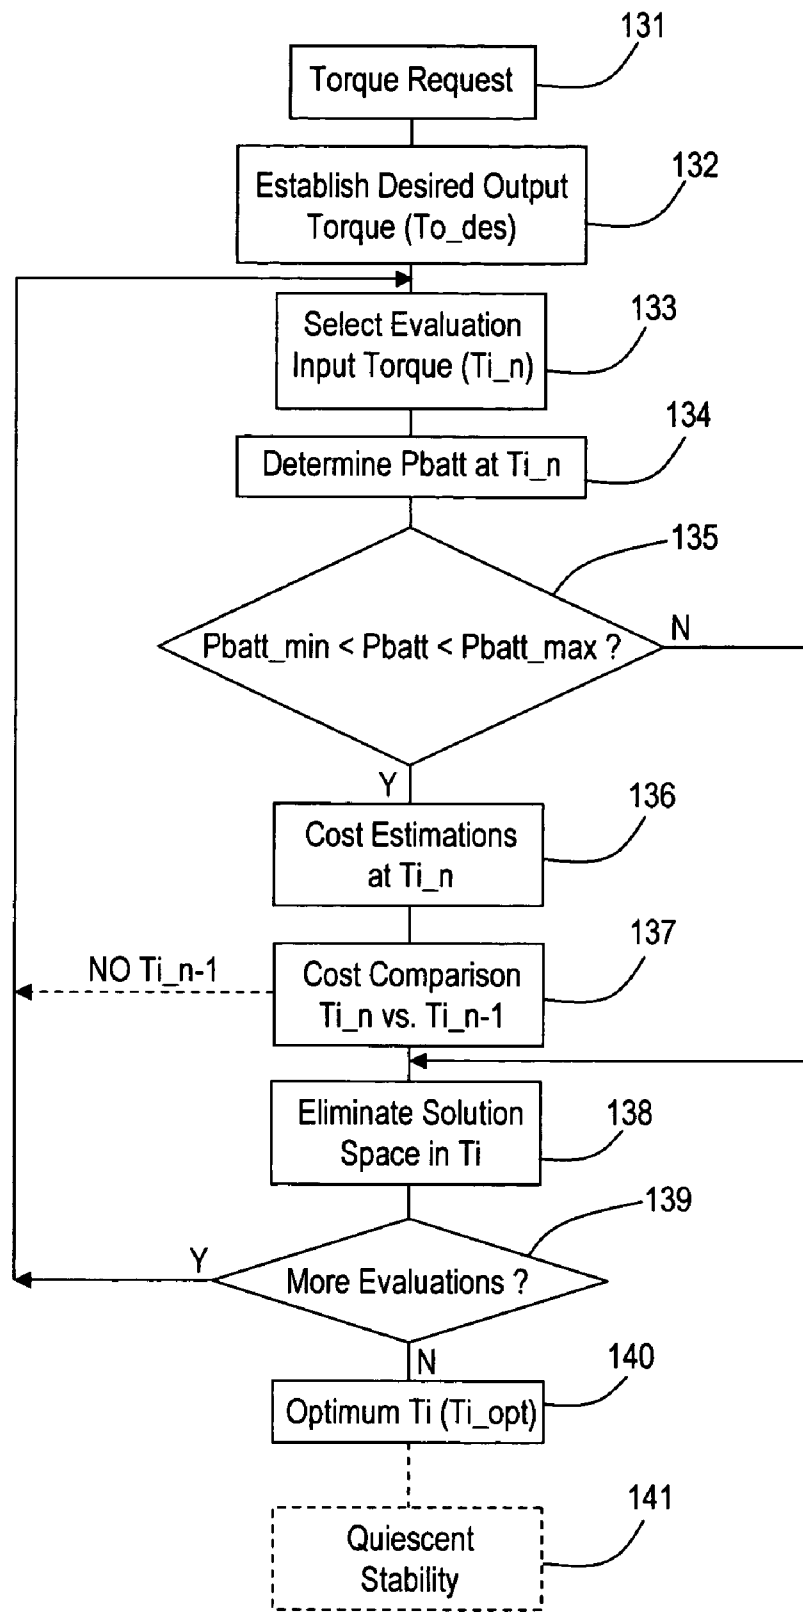 131
Torque Request
132
Establish Desired Output
Torque (To_des)
133
Select Evaluation
Input Torque (Ti_n)
134
Determine Pbatt at Ti_n
135
Pbatt_min < Pbatt < Pbatt_max ?
N
Y
136
Cost Estimations
at Ti_n
137
NO Ti_n-1
Cost Comparison
Ti_n vs. Ti_n-1
138
Eliminate Solution
Space in Ti
139
Y
More Evaluations ?
N
140
Optimum Ti (Ti_opt)
141
Quiescent
Stability